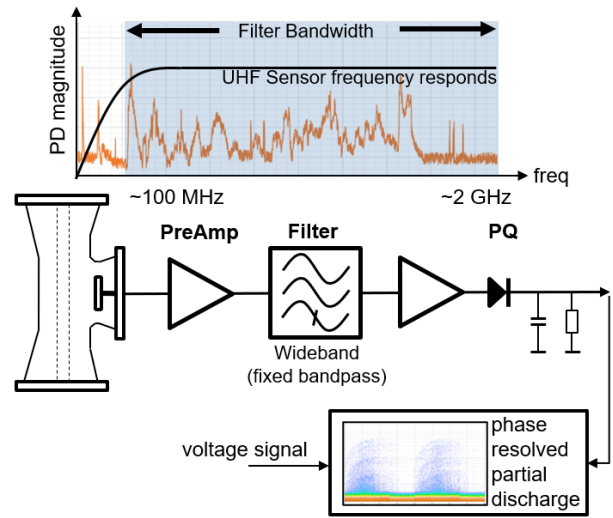 Filter Bandwidth
UHF Sensor frequency responds
PD magnitude
freq
~100 MHz
~2 GHz
PreAmp
Filter
PQ
Wideband
(fixed bandpass)
voltage signal
phase
resolved
partial
discharge